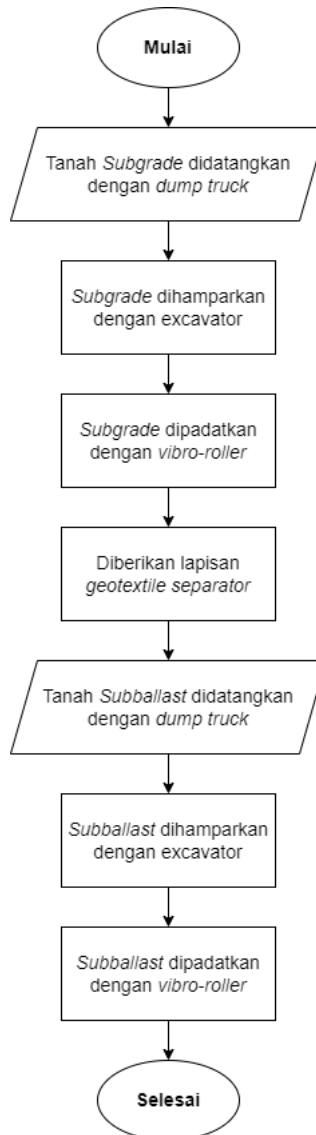 Mulai
Tanah Subgrade didatangkan
dengan dump truck
Subgrade dihamparkan
dengan excavator
Subgrade dipadatkan
dengan vibro-roller
Diberikan lapisan
geotextile separator
Tanah Subballast didatangkan
dengan dump truck
Subballast dihamparkan
dengan excavator
Subballast dipadatkan
dengan vibro-roller
Selesai